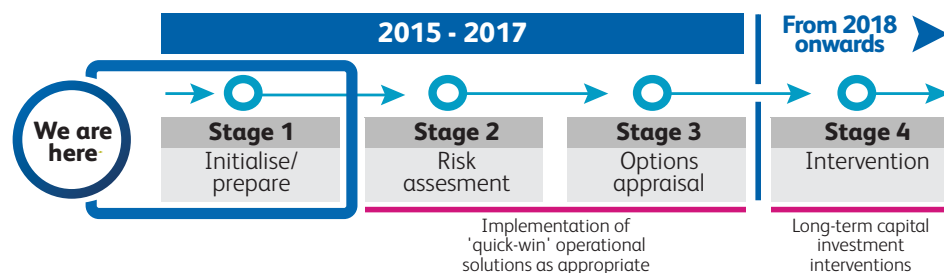 2015 - 2017
From 2018
onwards
We are
here
Stage 1
Initialise/
prepare
Stage 2
Risk
assesment
Stage 3
Options
appraisal
Stage 4
Intervention
Implementation of
'quick-win' operational
solutions as appropriate
Long-term capital
investment
interventions